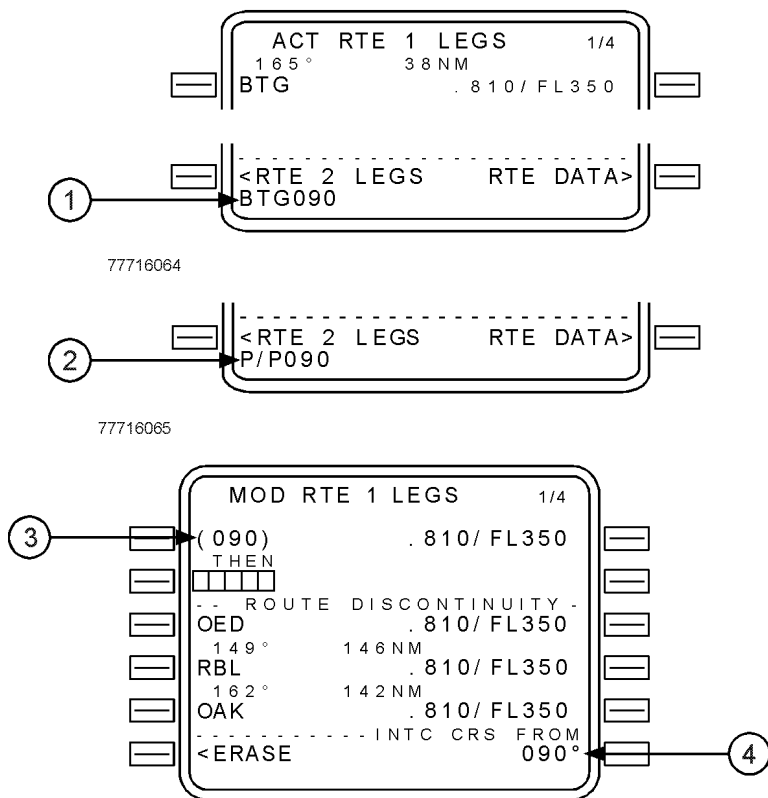 ACT RTE 1 LEGS 1/4
165° 38NM
BTG .810/FL350
- - - - - - - - - - - - - - - - - - - - - - - -
<RTE 2 LEGS RTE DATA>
1
BTG090
77716064
- - - - - - - - - - - - - - - - - - - - - - - -
<RTE 2 LEGS RTE DATA>
2
P/P090
77716065
MOD RTE 1 LEGS 1/4
3
(090) .810/FL350
THEN
□□□□□
-- ROUTE DISCONTINUITY -
OED .810/FL350
149° 146NM
RBL .810/FL350
162° 142NM
OAK .810/FL350
- - - - - - - - - - - - INTC CRS FROM
<ERASE 090°
4